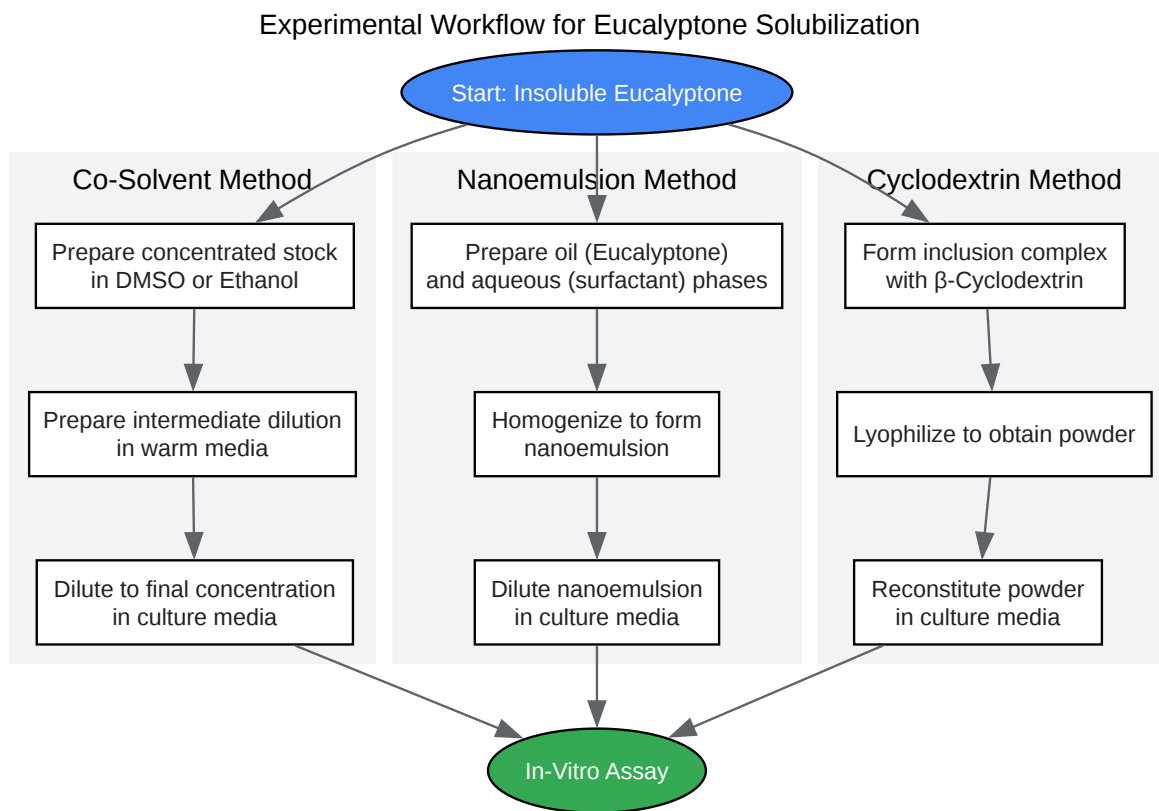 Experimental Workflow for Eucalyptone Solubilization
Start: Insoluble Eucalyptone
Co-Solvent Method
Prepare concentrated stock
in DMSO or Ethanol
Prepare intermediate dilution
in warm media
Dilute to final concentration
in culture media
Nanoemulsion Method
Prepare oil (Eucalyptone)
and aqueous (surfactant) phases
Homogenize to form
nanoemulsion
Dilute nanoemulsion
in culture media
Cyclodextrin Method
Form inclusion complex
with β-Cyclodextrin
Lyophilize to obtain powder
Reconstitute powder
in culture media
In-Vitro Assay